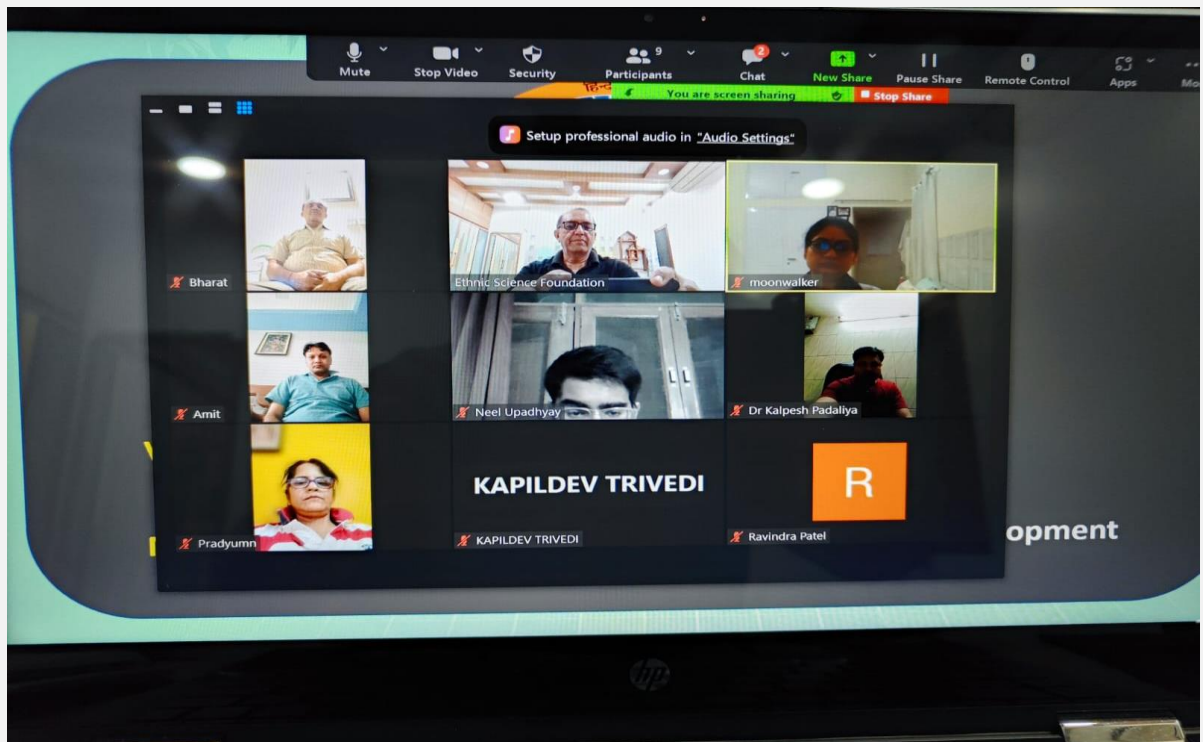 9
2
Mute
Stop Video
Security
Participants
Chat
New Share
Pause Share
Remote Control
Apps
You are screen sharing
Stop Share
Setup professional audio in "Audio Settings"
Bharat
Ethnic Science Foundation
moonwalker
Amit
Neel Upadhyay
Dr Kalpesh Padaliya
KAPILDEV TRIVEDI
R
Pradyumn
KAPILDEV TRIVEDI
Ravindra Patel
opment
hp